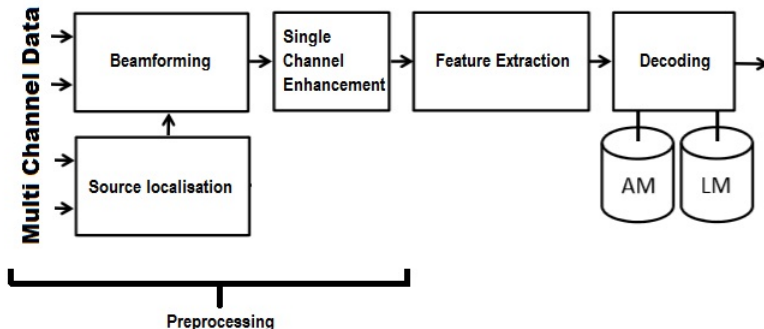 Multi Channel Data
Beamforming
Single
Channel
Enhancement
Feature Extraction
Decoding
Source localisation
AM
LM
Preprocessing